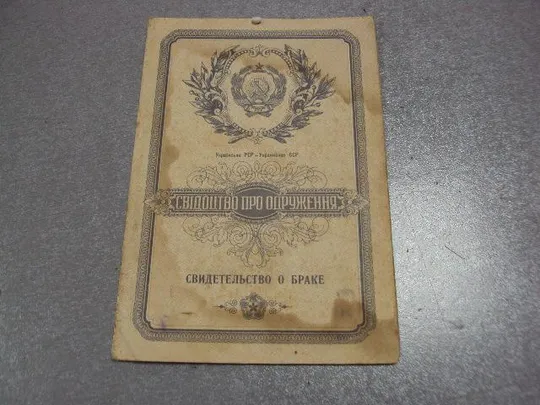 Українська РСР – Украинская ССР
СВІДОЦТВО ПРО ОДРУЖЕННЯ
СВИДЕТЕЛЬСТВО О БРАКЕ